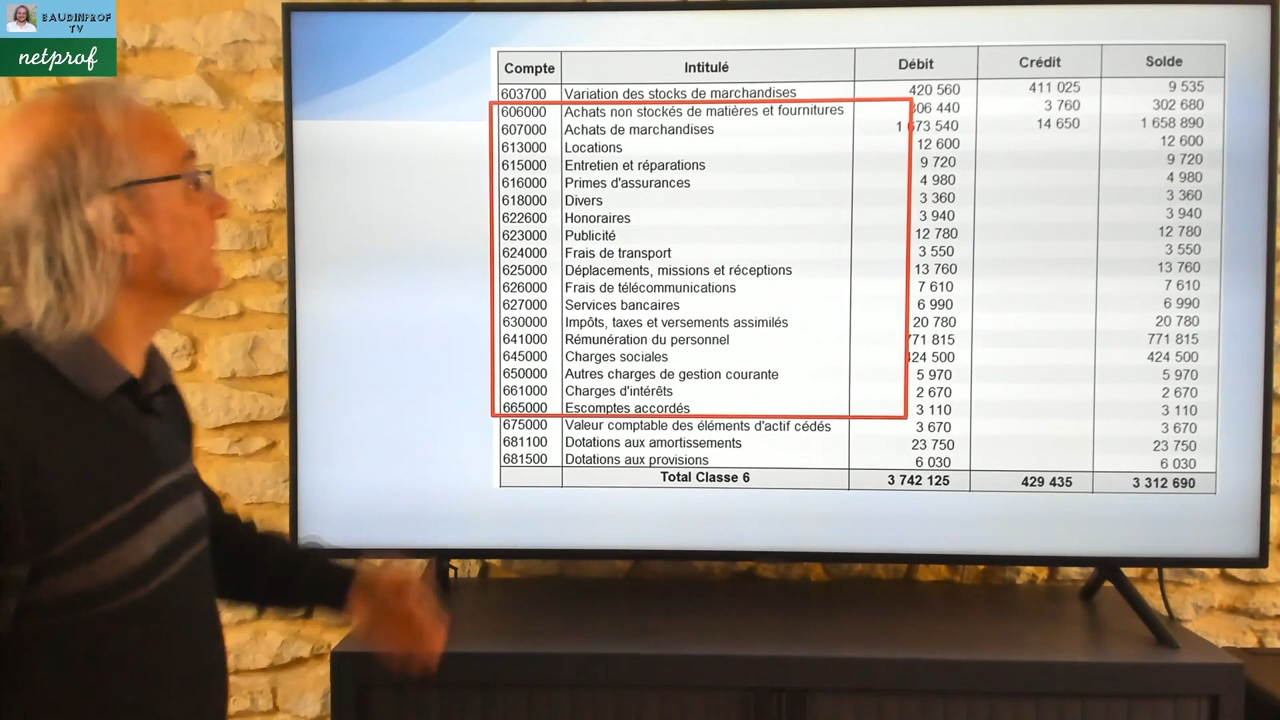 BAUDINPROF
TV
netprof
Compte Intitulé Débit Crédit Solde
603700 Variation des stocks de marchandises 420 560 411 025 9 535
606000 Achats non stockés de matières et fournitures 306 440 3 760 302 680
607000 Achats de marchandises 1 673 540 14 650 1 658 890
613000 Locations 12 600 12 600
615000 Entretien et réparations 9 720 9 720
616000 Primes d'assurances 4 980 4 980
618000 Divers 3 360 3 360
622600 Honoraires 3 940 3 940
623000 Publicité 12 780 12 780
624000 Frais de transport 3 550 3 550
625000 Déplacements, missions et réceptions 13 760 13 760
626000 Frais de télécommunications 7 610 7 610
627000 Services bancaires 6 990 6 990
630000 Impôts, taxes et versements assimilés 20 780 20 780
641000 Rémunération du personnel 771 815 771 815
645000 Charges sociales 424 500 424 500
650000 Autres charges de gestion courante 5 970 5 970
661000 Charges d'intérêts 2 670 2 670
665000 Escomptes accordés 3 110 3 110
675000 Valeur comptable des éléments d'actif cédés 3 670 3 670
681100 Dotations aux amortissements 23 750 23 750
681500 Dotations aux provisions 6 030 6 030
Total Classe 6 3 742 125 429 435 3 312 690